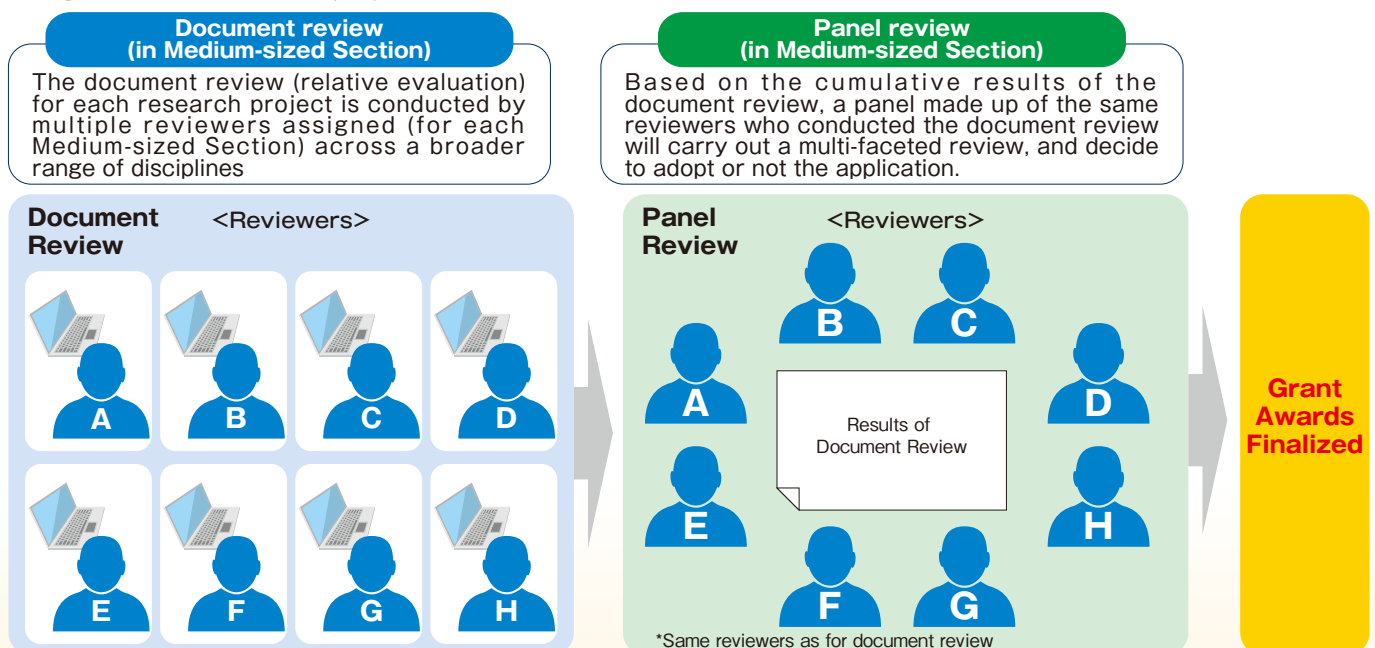 Document review
(in Medium-sized Section)
The document review (relative evaluation)
for each research project is conducted by
multiple reviewers assigned (for each
Medium-sized Section) across a broader
range of disciplines
Panel review
(in Medium-sized Section)
Based on the cumulative results of the
document review, a panel made up of the same
reviewers who conducted the document review
will carry out a multi-faceted review, and decide
to adopt or not the application.
Document
Review
<Reviewers>
A
B
C
D
E
F
G
H
Panel
Review
<Reviewers>
B
C
A
D
Results of
Document Review
E
H
F
G
*Same reviewers as for document review
Grant
Awards
Finalized